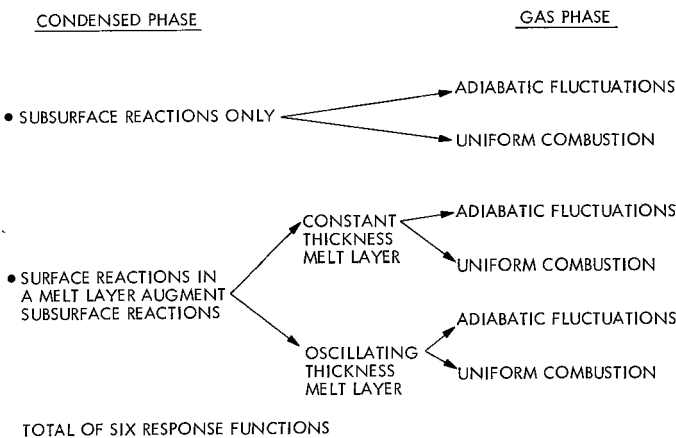 CONDENSED PHASE
GAS PHASE
• SUBSURFACE REACTIONS ONLY
ADIABATIC FLUCTUATIONS
UNIFORM COMBUSTION
• SURFACE REACTIONS IN
A MELT LAYER AUGMENT
SUBSURFACE REACTIONS
CONSTANT
THICKNESS
MELT LAYER
ADIABATIC FLUCTUATIONS
UNIFORM COMBUSTION
OSCILLATING
THICKNESS
MELT LAYER
ADIABATIC FLUCTUATIONS
UNIFORM COMBUSTION
TOTAL OF SIX RESPONSE FUNCTIONS